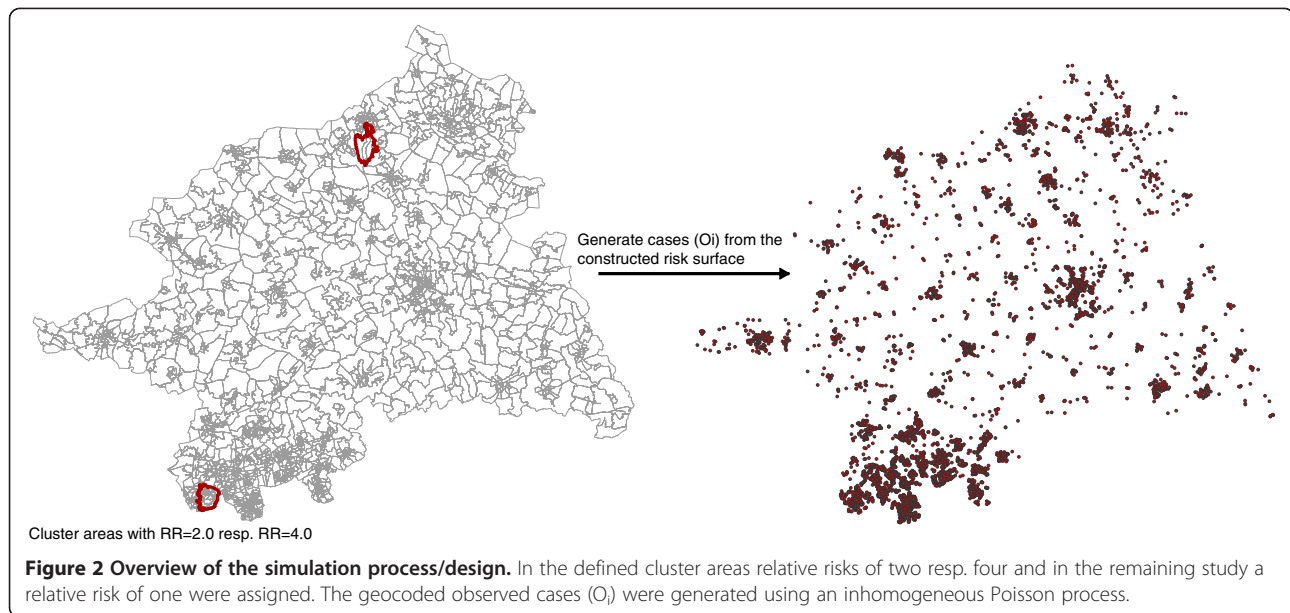 Generate cases (Oi) from the
constructed risk surface
Cluster areas with RR=2.0 resp. RR=4.0
Figure 2 Overview of the simulation process/design. In the defined cluster areas relative risks of two resp. four and in the remaining study a
relative risk of one were assigned. The geocoded observed cases (Oi) were generated using an inhomogeneous Poisson process.